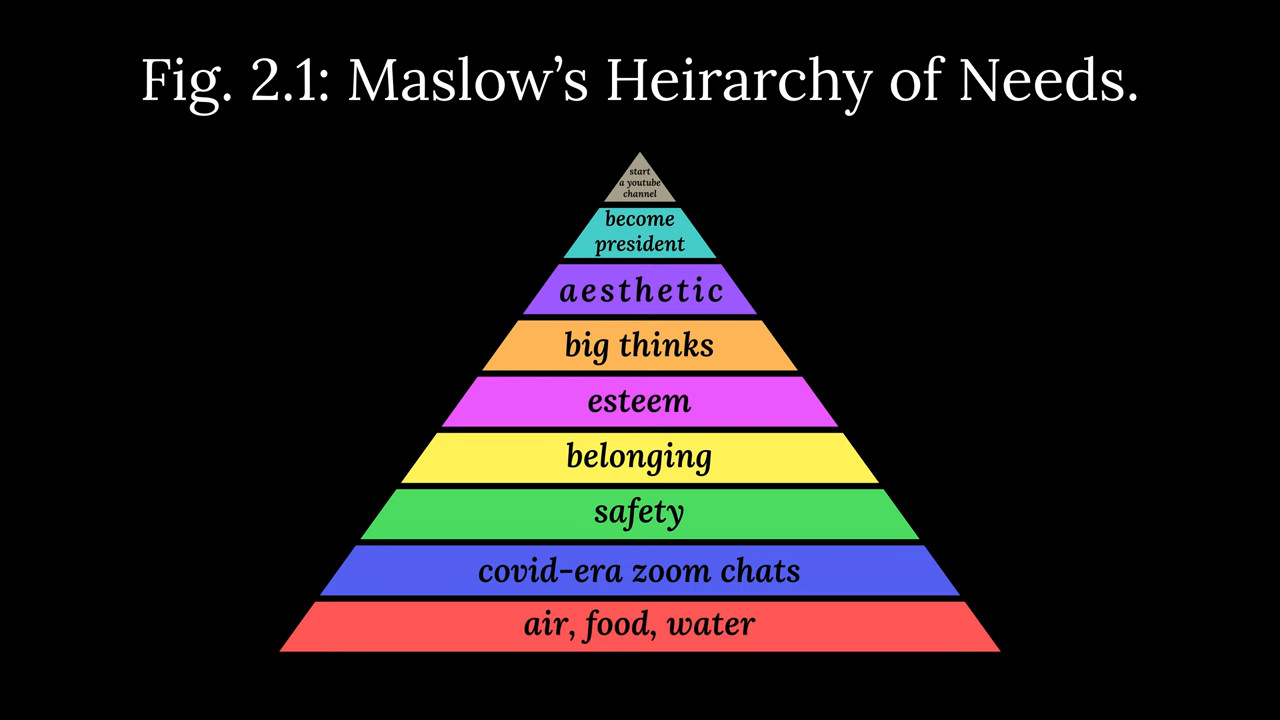 Fig. 2.1: Maslow’s Heirarchy of Needs.
start
a youtube
channel
become
president
aesthetic
big thinks
esteem
belonging
safety
covid-era zoom chats
air, food, water